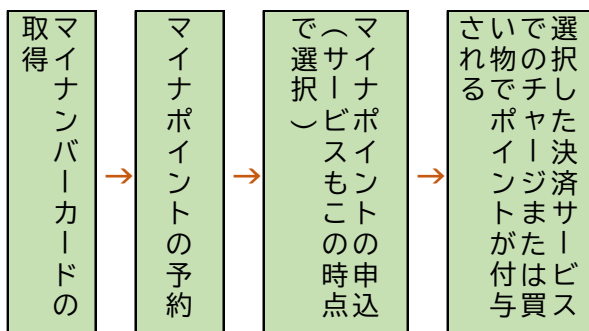 マイナンバーカードの
取得
→
マイナポイントの予約
→
マイナポイントの申込
（サービスもこの時点
で選択）
→
選択した決済サービス
でのチャージまたは買
い物でポイントが付与
される